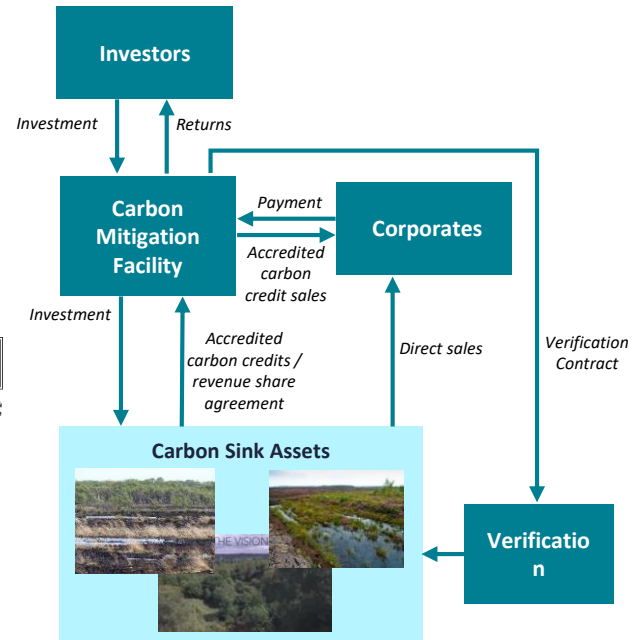 Investors
Investment
Returns
Carbon
Mitigation
Facility
Payment
Corporates
Accredited
carbon
credit sales
Investment
Accredited
carbon credits /
revenue share
agreement
Direct sales
Verification
Contract
Carbon Sink Assets
THE VISION
Verificatio
n